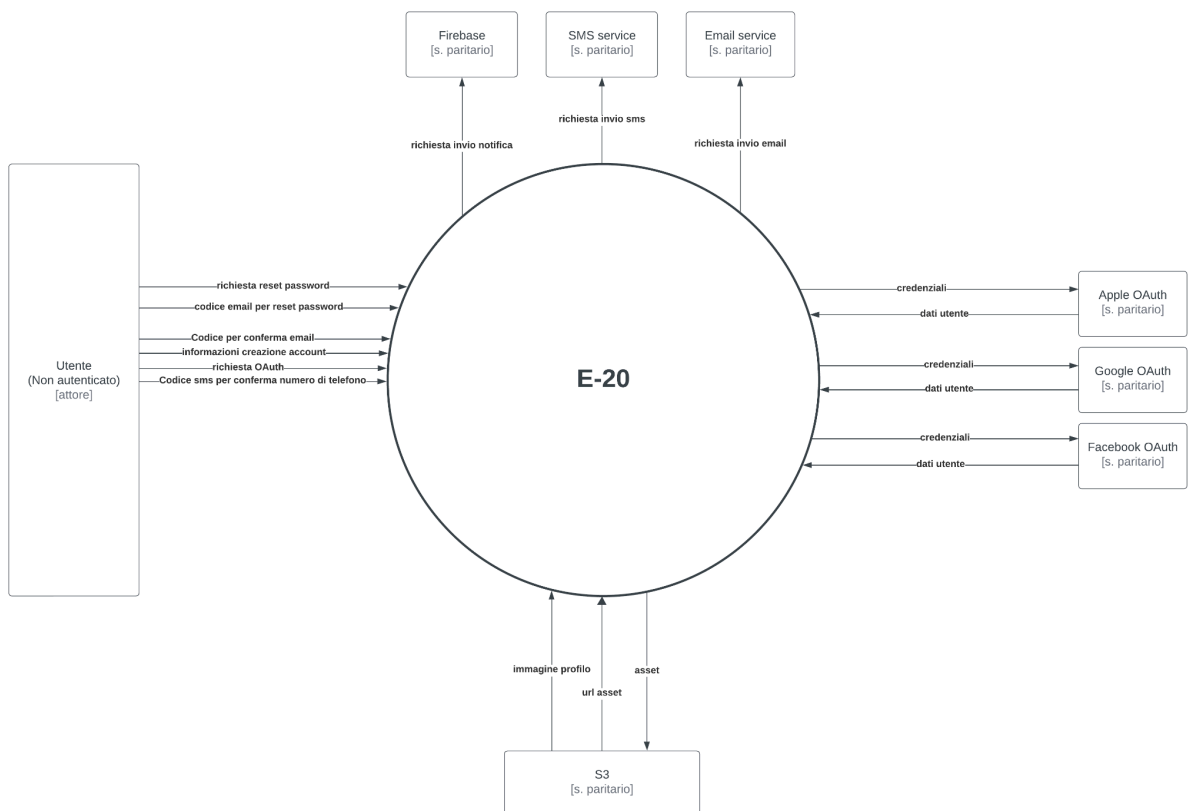 Firebase
[s. paritario]
SMS service
[s. paritario]
Email service
[s. paritario]
richiesta invio sms
richiesta invio notifica
richiesta invio email
richiesta reset password
codice email per reset password
Codice per conferma email
informazioni creazione account
richiesta OAuth
Codice sms per conferma numero di telefono
Utente
(Non autenticato)
[attore]
E-20
credenziali
dati utente
Apple OAuth
[s. paritario]
credenziali
dati utente
Google OAuth
[s. paritario]
credenziali
dati utente
Facebook OAuth
[s. paritario]
immagine profilo
url asset
asset
S3
[s. paritario]